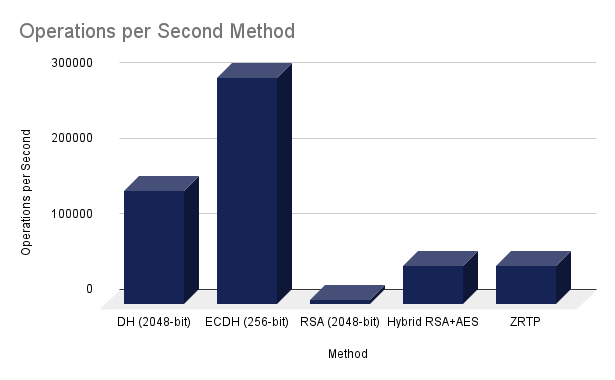 Operations per Second Method
300000
200000
100000
0
Operations per Second
DH (2048-bit)
ECDH (256-bit)
RSA (2048-bit)
Hybrid RSA+AES
ZRTP
Method